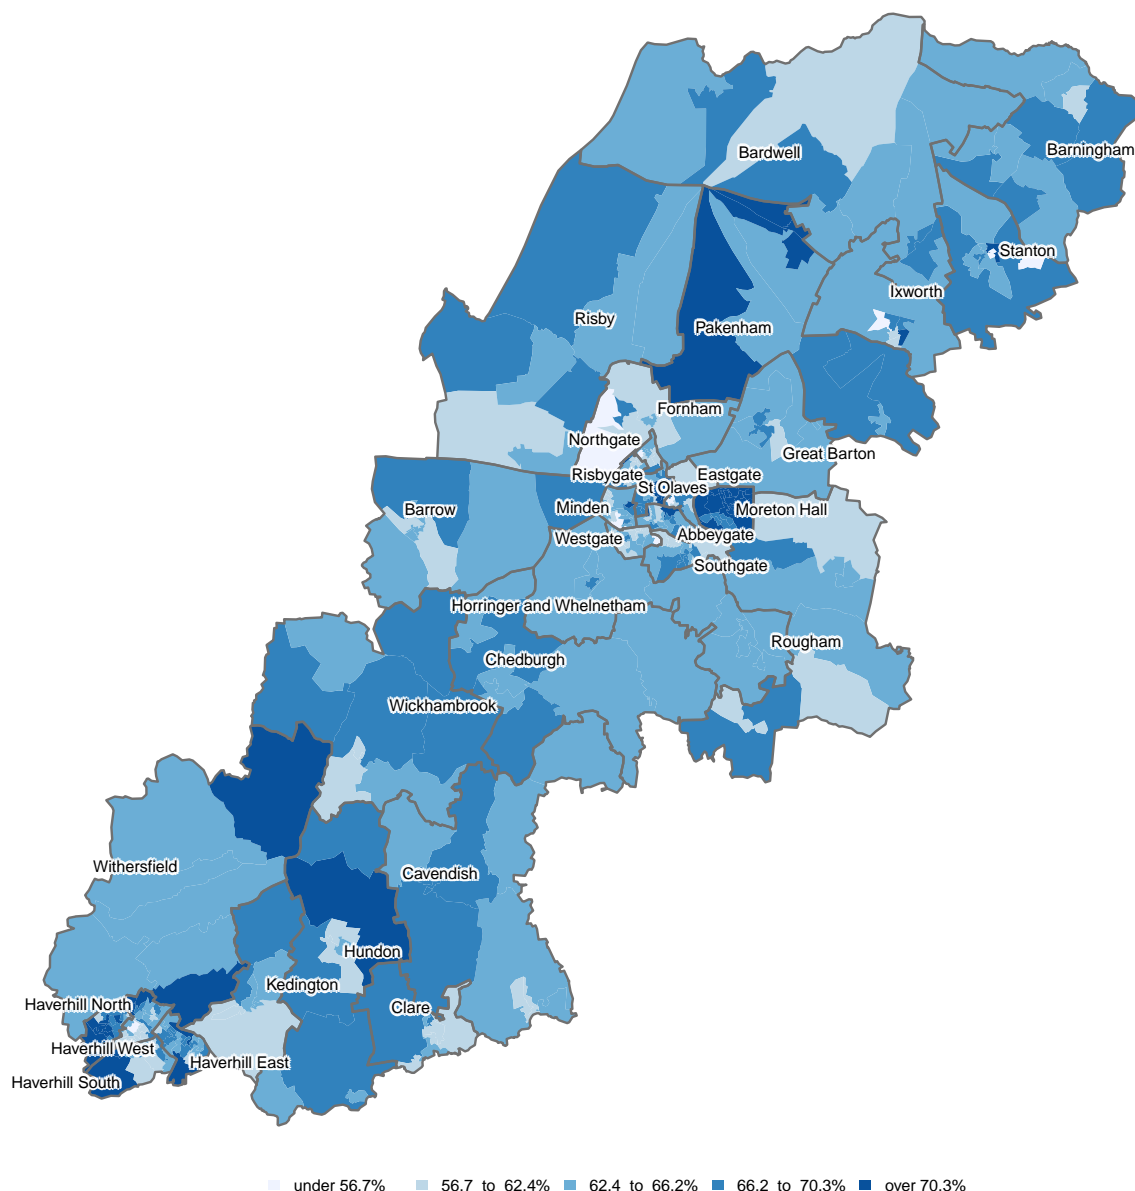 Bardwell
Barningham
Stanton
Ixworth
Risby
Pakenham
Fornham
Northgate
Great Barton
Risbygate
Eastgate
St Olaves
Minden
Moreton Hall
Barrow
Abbeygate
Westgate
Southgate
Horringer and Whelnetham
Rougham
Chedburgh
Wickhambrook
Withersfield
Cavendish
Hundon
Kedington
Haverhill North
Clare
Haverhill West
Haverhill East
Haverhill South
under 56.7% 56.7 to 62.4% 62.4 to 66.2% 66.2 to 70.3% over 70.3%